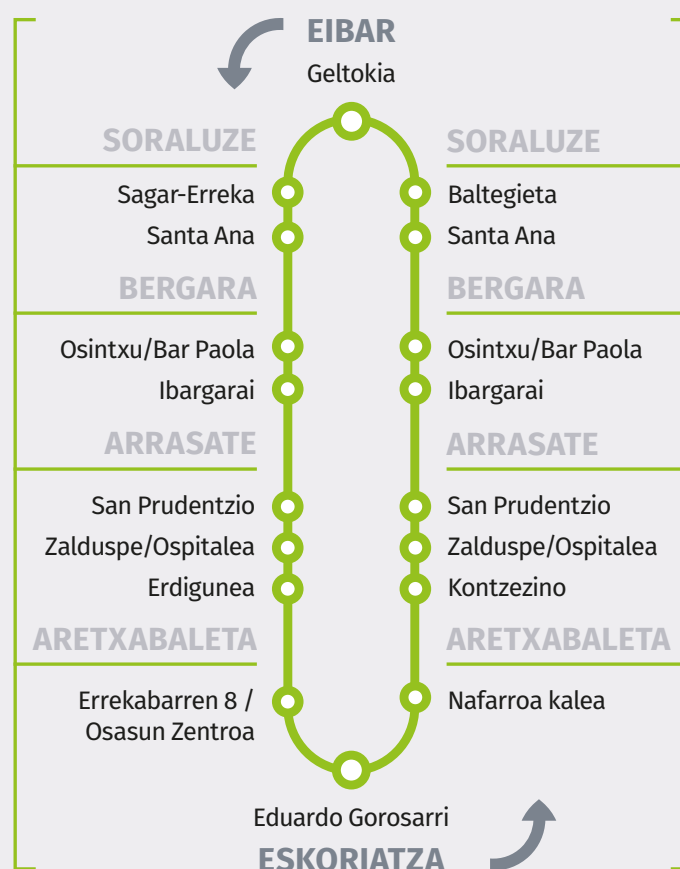 EIBAR
Geltokia
SORALUZE
Sagar-Erreka
Santa Ana
BERGARA
Osintxu/Bar Paola
Ibargarai
ARRASATE
San Prudentzio
Zalduspe/Ospitalea
Erdigunea
ARETXABALETA
Errekabarren 8 /
Osasun Zentroa
SORALUZE
Baltegieta
Santa Ana
BERGARA
Osintxu/Bar Paola
Ibargarai
ARRASATE
San Prudentzio
Zalduspe/Ospitalea
Kontzezino
ARETXABALETA
Nafarroa kalea
Eduardo Gorosarri
ESKORIATZA